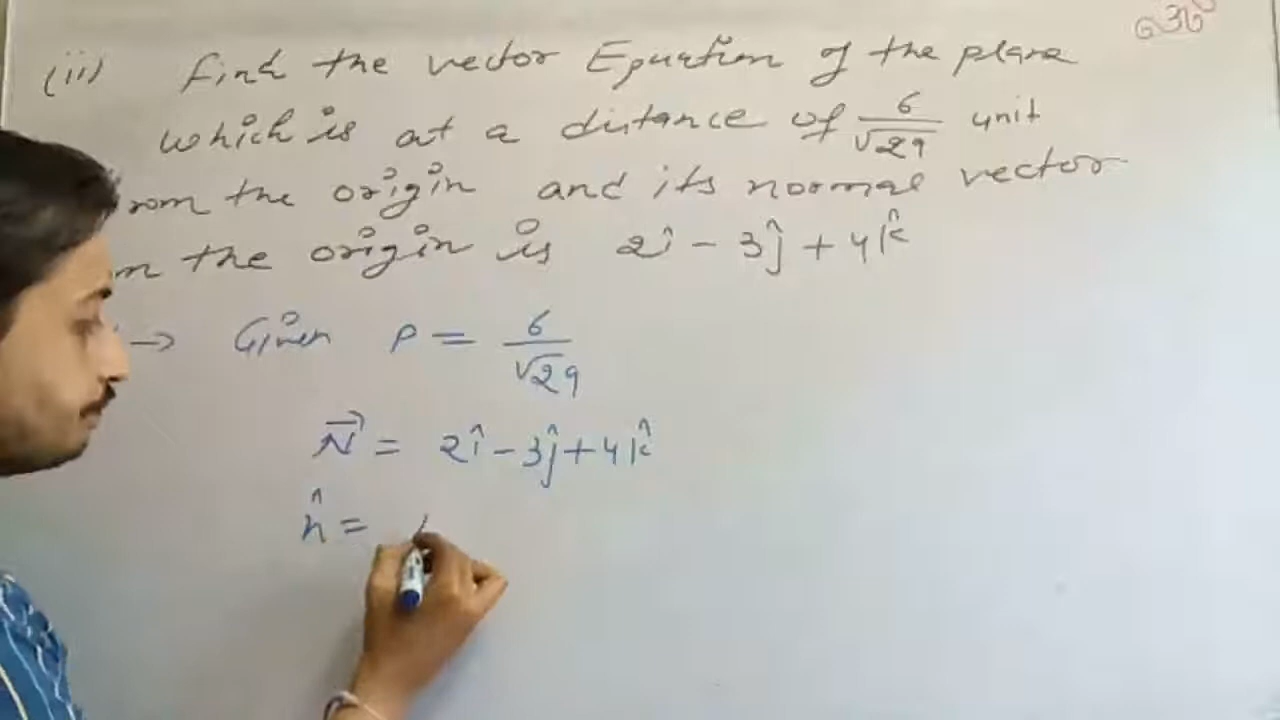 (ii) Find the vector Equation of the plane
which is at a distance of 6/√29 unit
rom the origin and its normal vector
m the origin is 2î - 3ĵ + 4k̂
→ Given P = 6/√29
N⃗ = 2î - 3ĵ + 4k̂
n̂ =